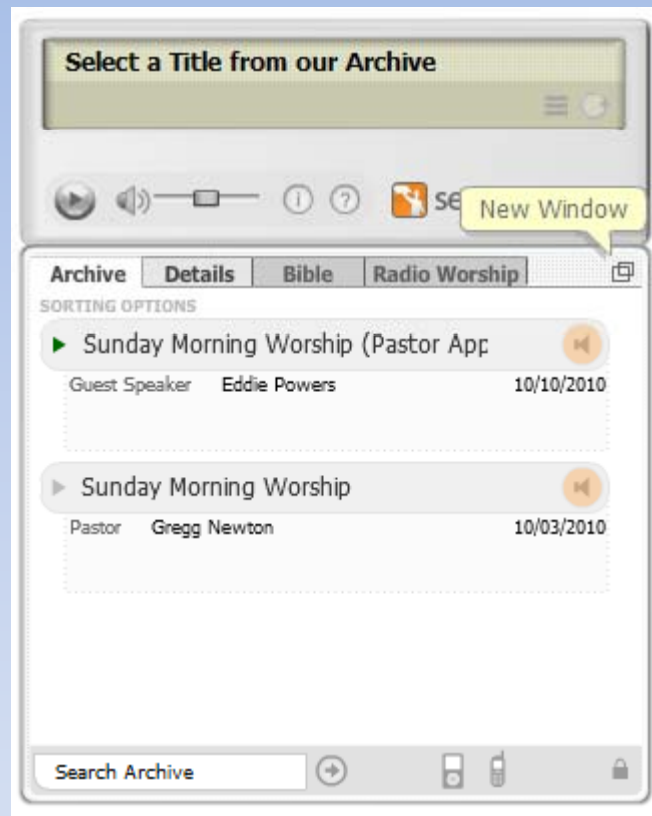 Select a Title from our Archive
se
New Window
Archive Details Bible Radio Worship
SORTING OPTIONS
Sunday Morning Worship (Pastor App
Guest Speaker Eddie Powers 10/10/2010
Sunday Morning Worship
Pastor Gregg Newton 10/03/2010
Search Archive